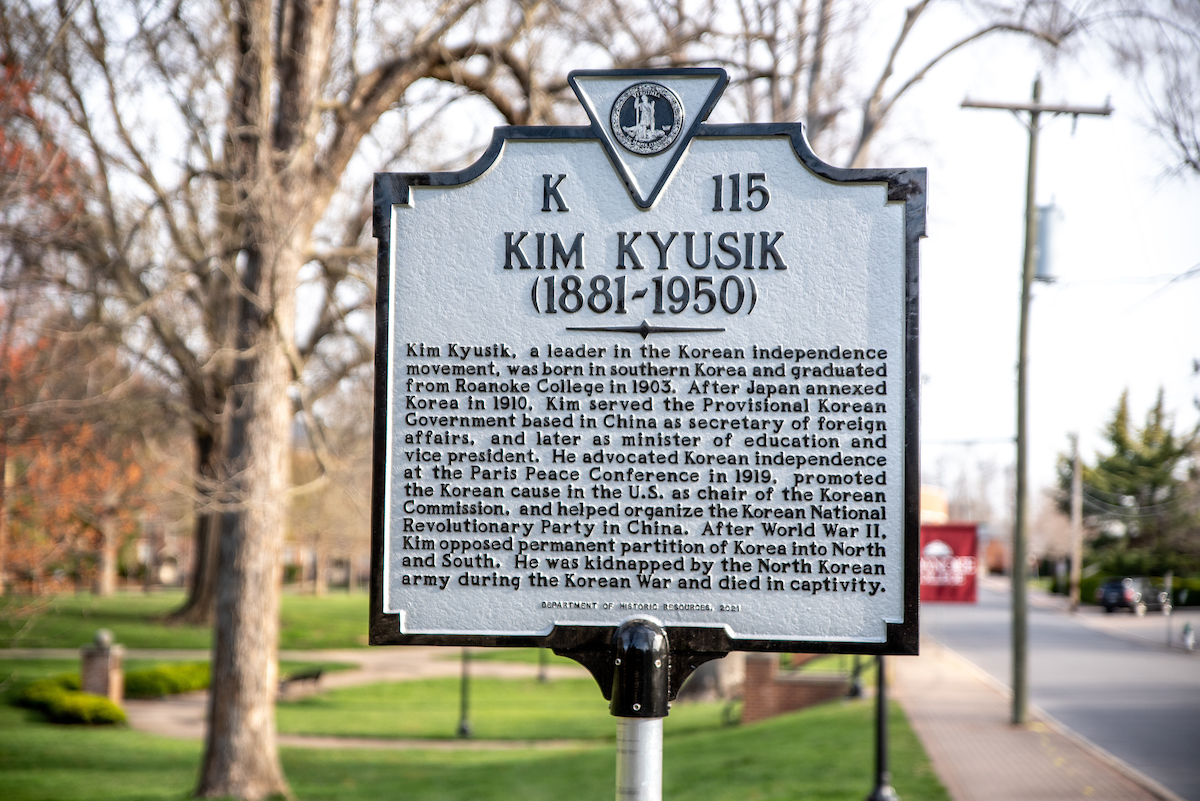 VIRGINIA
K 115
KIM KYUSIK
(1881-1950)
Kim Kyusik, a leader in the Korean independence
movement, was born in southern Korea and graduated
from Roanoke College in 1903. After Japan annexed
Korea in 1910, Kim served the Provisional Korean
Government based in China as secretary of foreign
affairs, and later as minister of education and
vice president. He advocated Korean independence
at the Paris Peace Conference in 1919, promoted
the Korean cause in the U.S. as chair of the Korean
Commission, and helped organize the Korean National
Revolutionary Party in China. After World War II,
Kim opposed permanent partition of Korea into North
and South. He was kidnapped by the North Korean
army during the Korean War and died in captivity.
DEPARTMENT OF HISTORIC RESOURCES, 2021